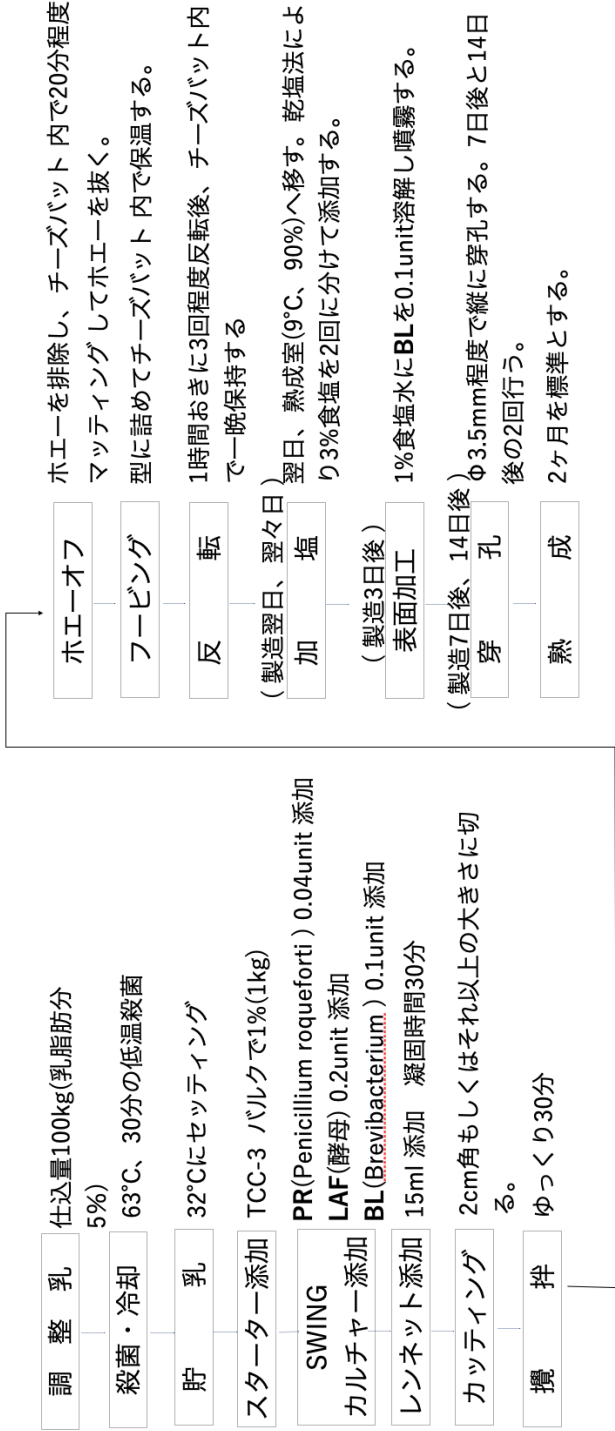 調 整 乳
仕込量100kg(乳脂肪分
5%)
殺菌・冷却
63℃、30分の低温殺菌
貯 乳
32℃にセッティング
スターター添加
TCC-3 バルクで1%(1kg)
SWING
カルチャー添加
PR(Penicillium roqueforti ) 0.04unit 添加
LAF(酵母) 0.2unit 添加
BL(Brevibacterium ) 0.1unit 添加
レンネット添加
15ml 添加 凝固時間30分
カッティング
2cm角もしくはそれ以上の大きさに切
る。
攪 拌
ゆっくり30分
ホエーオフ
ホエーを排除し、チーズバット 内で20分程度
マッティング してホエーを抜く。
フービング
型に詰めてチーズバット 内で保温する。
反 転
1時間おきに3回程度反転後、チーズバット内
で一晩保持する
( 製造翌日、翌々日 )
加 塩
翌日、熟成室(9℃、90%)へ移す。乾塩法によ
り3%食塩を2回に分けて添加する。
( 製造3日後 )
表面加工
1%食塩水にBLを0.1unit溶解し噴霧する。
( 製造7日後、14日後 )
穿 孔
Φ3.5mm程度で縦に穿孔する。7日後と14日
後の2回行う。
熟 成
2ヶ月を標準とする。